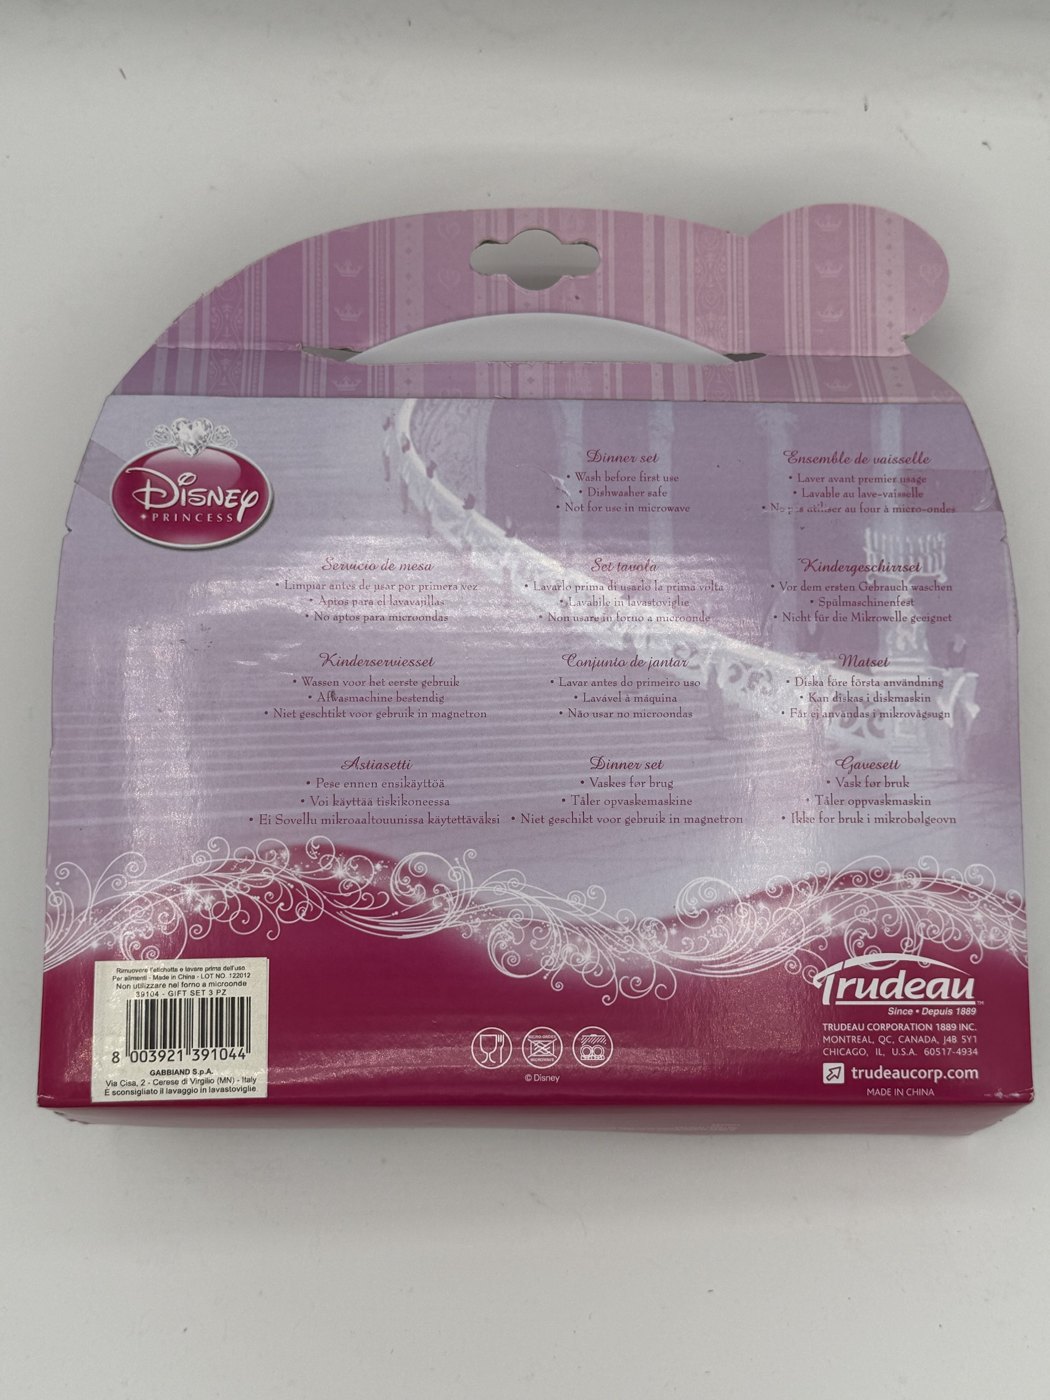 Disney
PRINCESS
Dinner set
• Wash before first use
• Dishwasher safe
• Not for use in microwave
Ensemble de vaisselle
• Laver avant premier usage
• Lavable au lave-vaisselle
• Ne pas utiliser au four à micro-ondes
Servicio de mesa
• Limpiar antes de usar por primera vez
• Aptos para el lavavajillas
• No aptos para microondas
Set tavola
• Lavarlo prima di usarlo la prima volta
• Lavabile in lavastoviglie
• Non usare in forno a microonde
Kindergeschirrset
• Vor dem ersten Gebrauch waschen
• Spülmaschinenfest
• Nicht für die Mikrowelle geeignet
Kinderserviesset
• Wassen voor het eerste gebruik
• Afwasmachine bestendig
• Niet geschtikt voor gebruik in magnetron
Conjunto de jantar
• Lavar antes do primeiro uso
• Lavável à máquina
• Não usar no microondas
Matset
• Diska före första användning
• Kan diskas i diskmaskin
• Får ej användas i mikrovågsugn
Astiasetti
• Pese ennen ensikäyttöä
• Voi käyttää tiskikoneessa
• Ei Sovellu mikroaaltouunissa käytettäväksi
Dinner set
• Vaskes før brug
• Tåler opvaskemaskine
• Niet geschikt voor gebruik in magnetron
Gavesett
• Vask før bruk
• Tåler oppvaskmaskin
• Ikke for bruk i mikrobølgeovn
Rimuovere l'etichetta e lavare prima dell'uso
Per alimenti - Made in China - LOT NO. 122012
Non utilizzare nel forno a microonde
39104 - GIFT SET 3 PZ
8 003921 391044
GABBIANO S.p.A.
Via Cisa, 2 - Cerese di Virgilio (MN) - Italy
E sconsigliato il lavaggio in lavastoviglie
© Disney
Trudeau™
Since • Depuis 1889
TRUDEAU CORPORATION 1889 INC.
MONTREAL, QC, CANADA, J4B 5Y1
CHICAGO, IL, U.S.A. 60517-4934
trudeaucorp.com
MADE IN CHINA